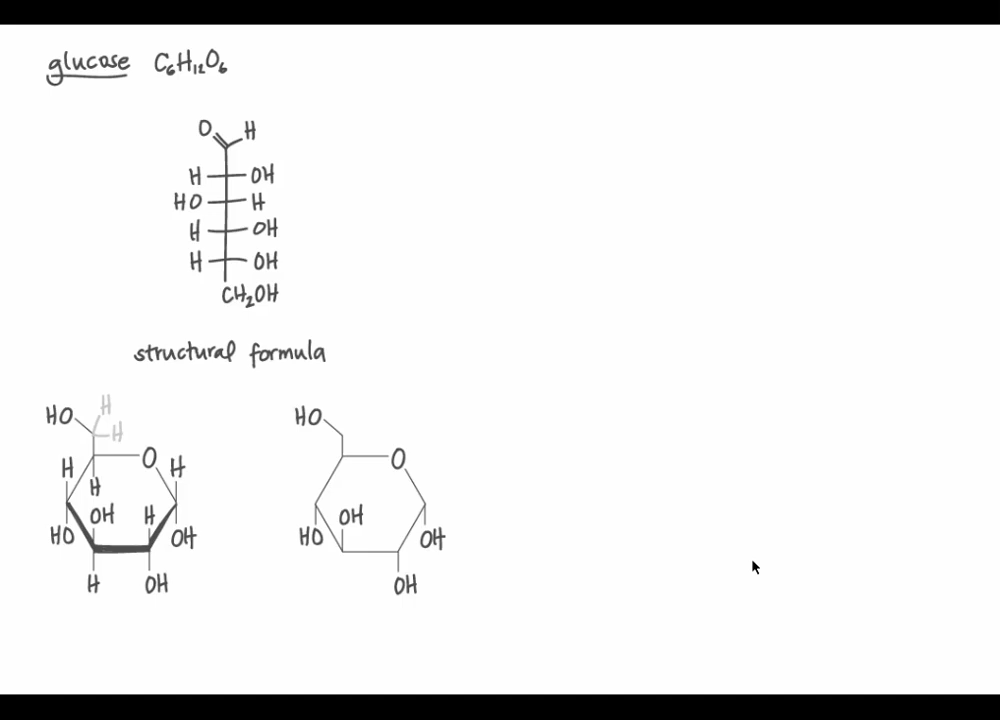 glucose C₆H₁₂O₆
O H
H OH
HO H
H OH
H OH
CH₂OH
structural formula
HO H
H
H O H
H
OH H
HO OH
H OH
HO
O
OH
HO OH
OH